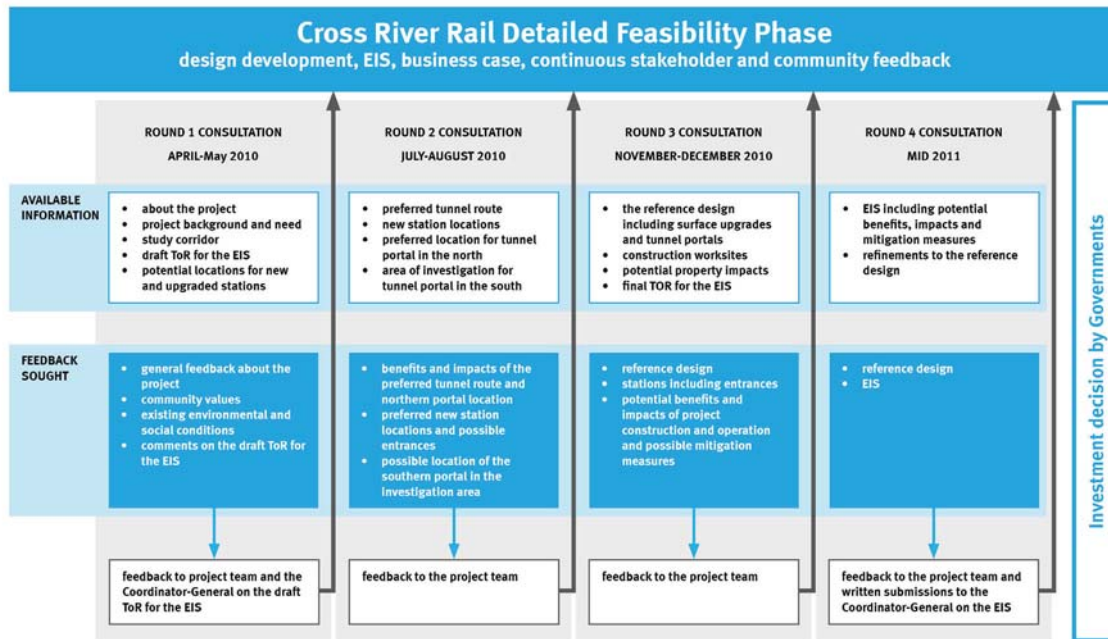 Cross River Rail Detailed Feasibility Phase
design development, EIS, business case, continuous stakeholder and community feedback
ROUND 1 CONSULTATION
APRIL-May 2010
ROUND 2 CONSULTATION
JULY-AUGUST 2010
ROUND 3 CONSULTATION
NOVEMBER-DECEMBER 2010
ROUND 4 CONSULTATION
MID 2011
AVAILABLE
INFORMATION
• about the project
• project background and need
• study corridor
• draft ToR for the EIS
• potential locations for new
and upgraded stations
• preferred tunnel route
• new station locations
• preferred location for tunnel
portal in the north
• area of investigation for
tunnel portal in the south
• the reference design
including surface upgrades
and tunnel portals
• construction worksites
• potential property impacts
• final TOR for the EIS
• EIS including potential
benefits, impacts and
mitigation measures
• refinements to the reference
design
FEEDBACK
SOUGHT
• general feedback about the
project
• community values
• existing environmental and
social conditions
• comments on the draft ToR for
the EIS
• benefits and impacts of the
preferred tunnel route and
northern portal location
• preferred new station
locations and possible
entrances
• possible location of the
southern portal in the
investigation area
• reference design
• stations including entrances
• potential benefits and
impacts of project
construction and operation
and possible mitigation
measures
• reference design
• EIS
feedback to project team and the
Coordinator-General on the draft
ToR for the EIS
feedback to the project team
feedback to the project team
feedback to the project team and
written submissions to the
Coordinator-General on the EIS
Investment decision by Governments